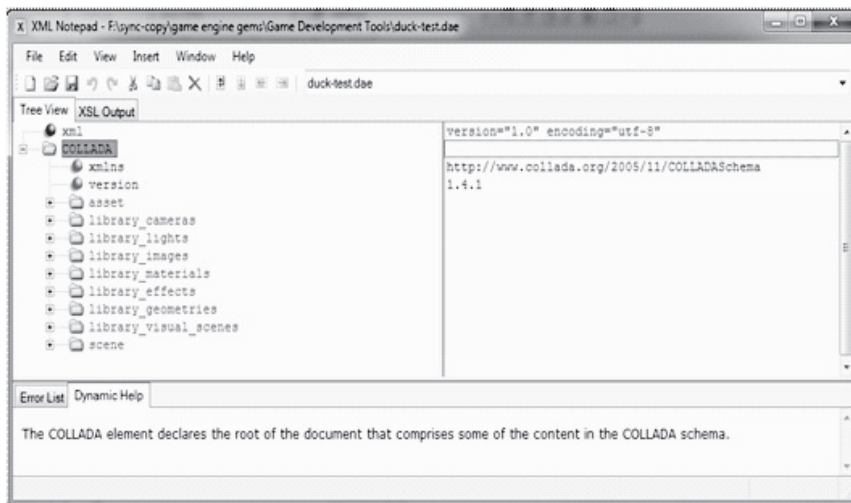 XML Notepad - F:\sync-copy\game engine gems\Game Development Tools\duck-test.dae
File Edit View Insert Window Help
duck-test.dae
Tree View XSL Output
xml version="1.0" encoding="utf-8"
COLLADA
xmlns http://www.collada.org/2005/11/COLLADASchema
version 1.4.1
asset
library_cameras
library_lights
library_images
library_materials
library_effects
library_geometries
library_visual_scenes
scene
Error List Dynamic Help
The COLLADA element declares the root of the document that comprises some of the content in the COLLADA schema.